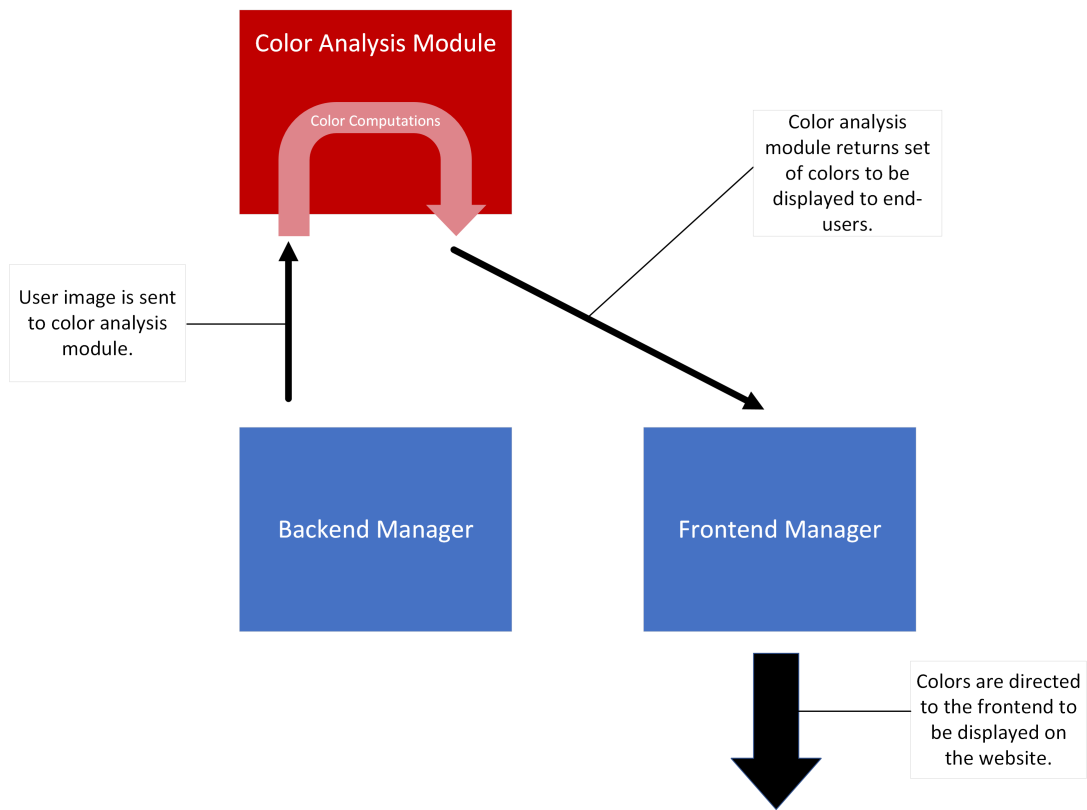 Color Analysis Module
Color Computations
Color analysis
module returns set
of colors to be
displayed to end-
users.
User image is sent
to color analysis
module.
Backend Manager
Frontend Manager
Colors are directed
to the frontend to
be displayed on
the website.